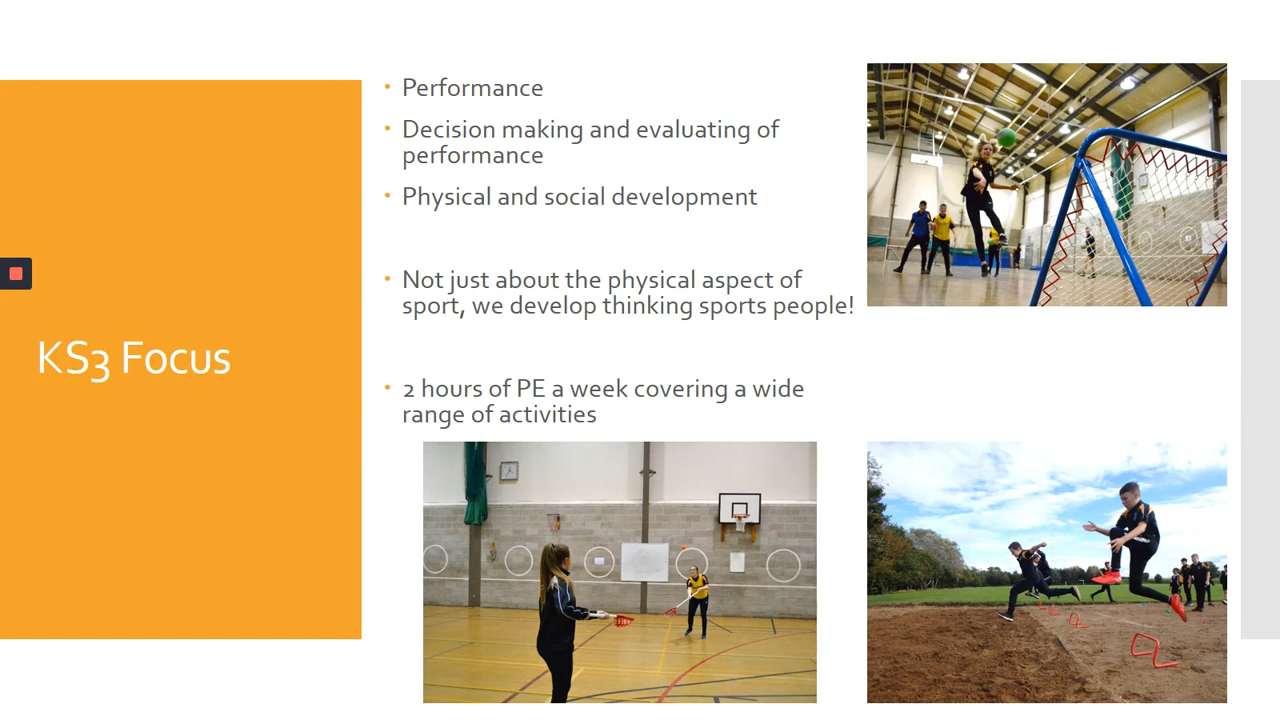 KS3 Focus
• Performance
• Decision making and evaluating of
performance
• Physical and social development
• Not just about the physical aspect of
sport, we develop thinking sports people!
• 2 hours of PE a week covering a wide
range of activities